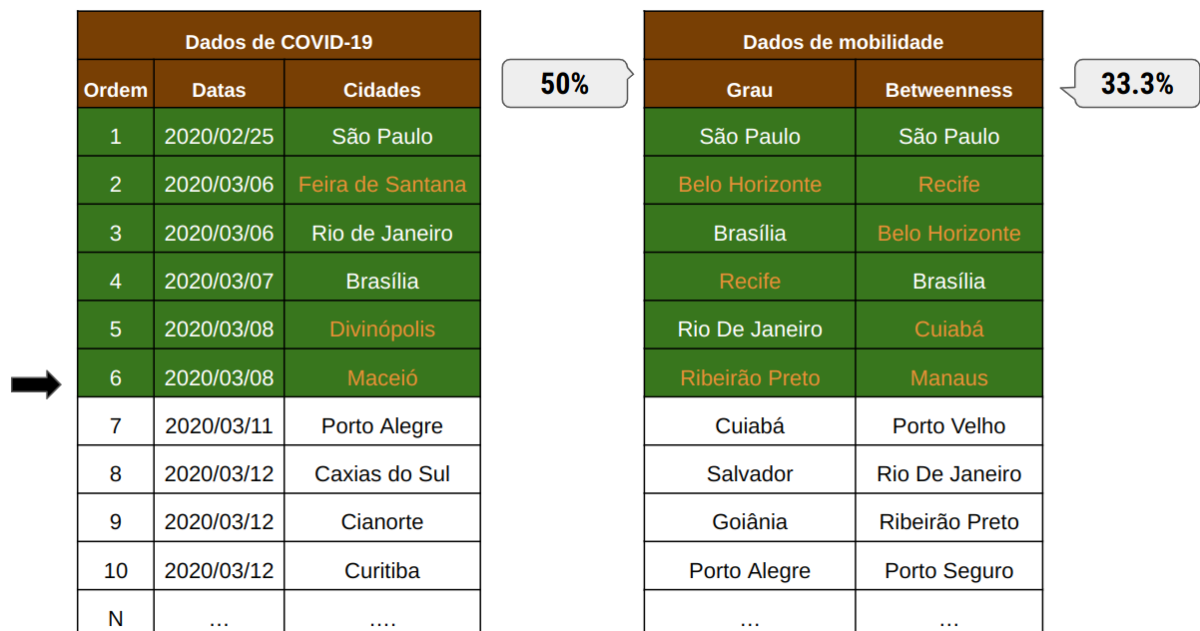 Dados de COVID-19
Ordem Datas Cidades
1 2020/02/25 São Paulo
2 2020/03/06 Feira de Santana
3 2020/03/06 Rio de Janeiro
4 2020/03/07 Brasília
5 2020/03/08 Divinópolis
6 2020/03/08 Maceió
7 2020/03/11 Porto Alegre
8 2020/03/12 Caxias do Sul
9 2020/03/12 Cianorte
10 2020/03/12 Curitiba
N ... ....
50%
Dados de mobilidade
Grau Betweenness
São Paulo São Paulo
Belo Horizonte Recife
Brasília Belo Horizonte
Recife Brasília
Rio De Janeiro Cuiabá
Ribeirão Preto Manaus
Cuiabá Porto Velho
Salvador Rio De Janeiro
Goiânia Ribeirão Preto
Porto Alegre Porto Seguro
... ...
33.3%